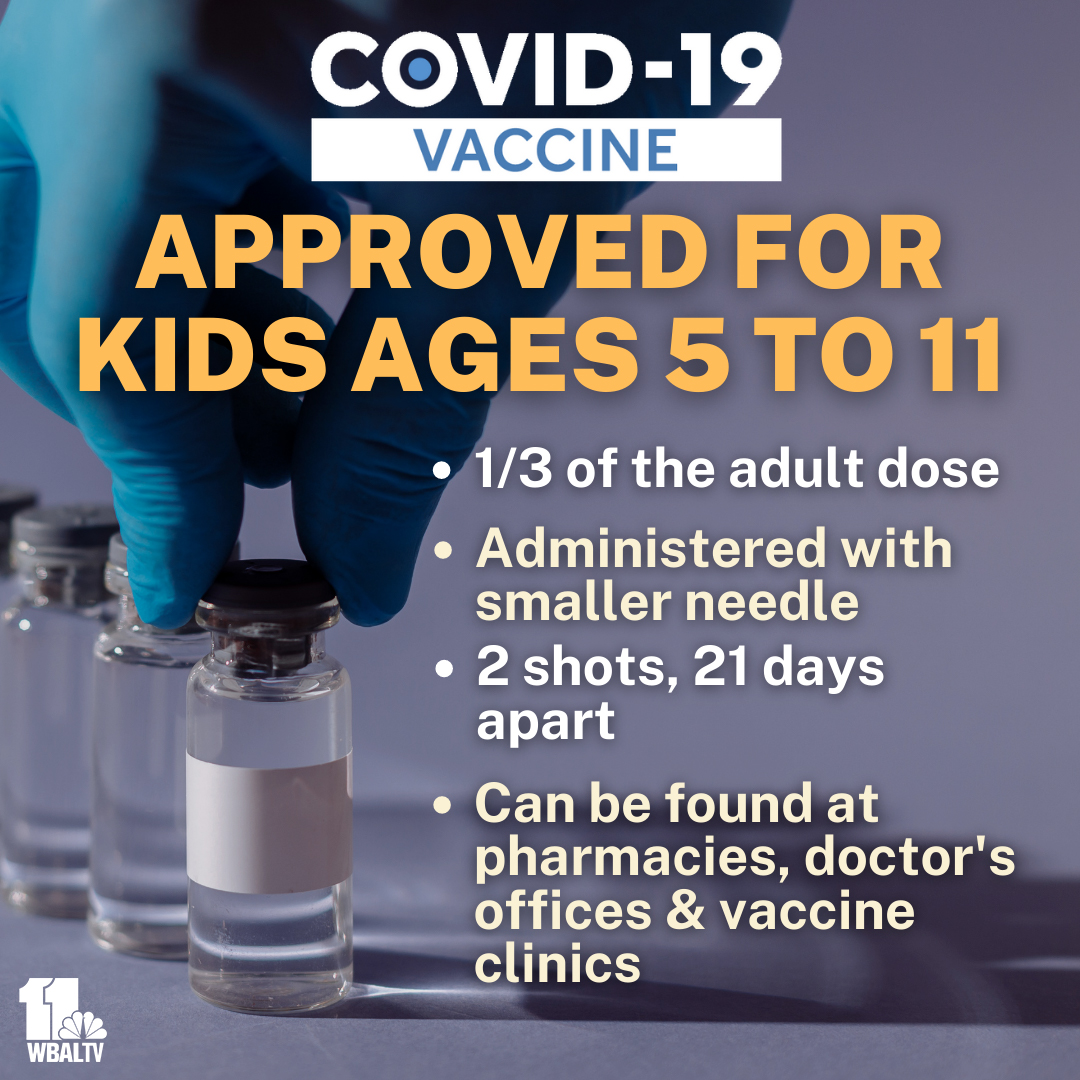 COVID-19
VACCINE
APPROVED FOR
KIDS AGES 5 TO 11
• 1/3 of the adult dose
• Administered with
smaller needle
• 2 shots, 21 days
apart
• Can be found at
pharmacies, doctor's
offices & vaccine
clinics
11
WBALTV